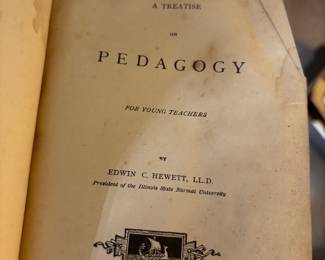 A TREATISE
ON
PEDAGOGY
FOR YOUNG TEACHERS
BY
EDWIN C. HEWETT, LL.D.
President of the Illinois State Normal University